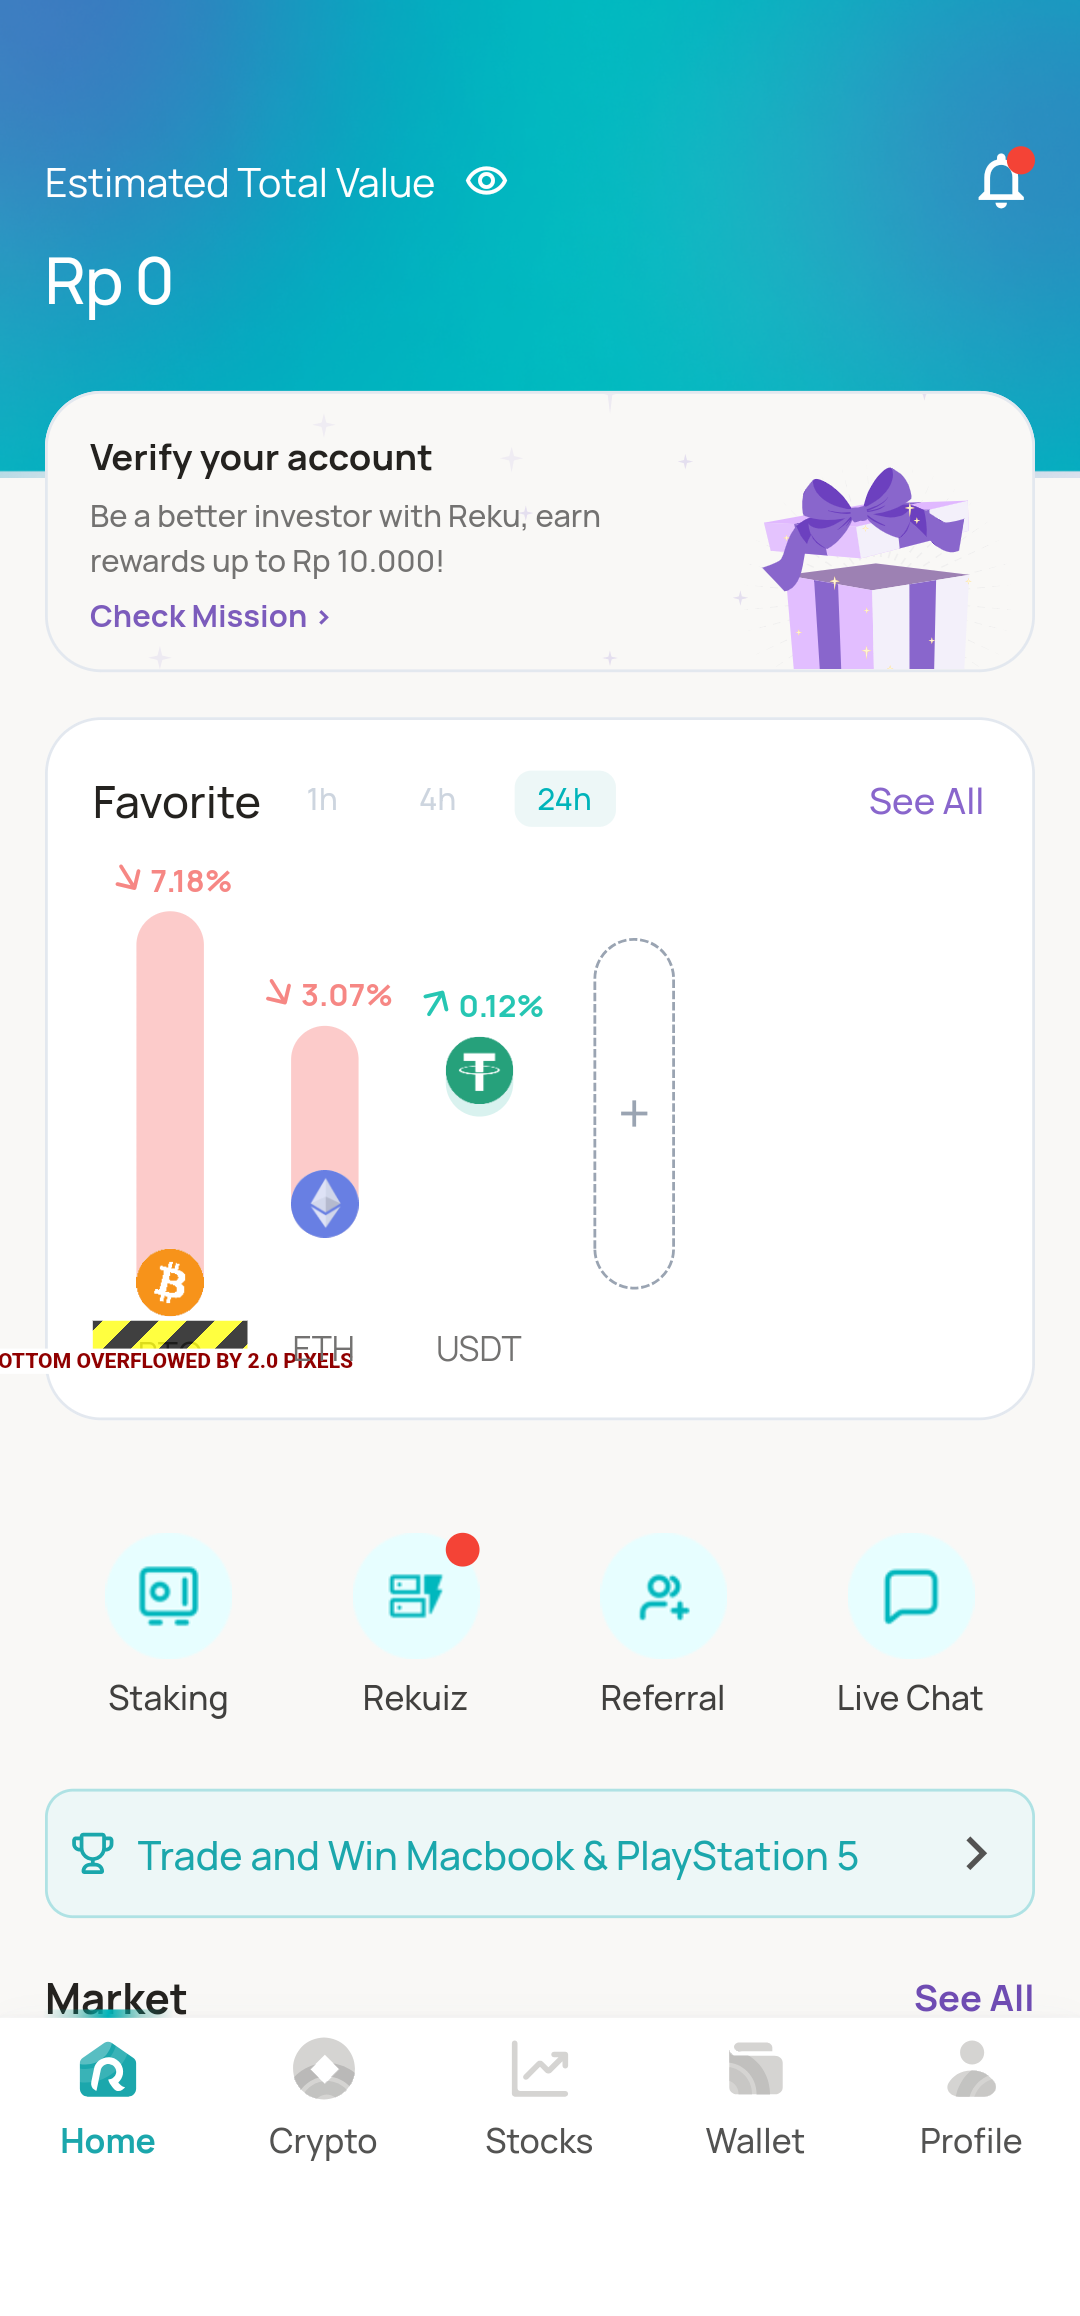 Estimated Total Value
Rp 0
Verify your account
Be a better investor with Reku, earn
rewards up to Rp 10.000!
Check Mission >
Favorite 1h 4h 24h See All
7.18%
3.07% 0.12%
BTC ETH USDT
OTTOM OVERFLOWED BY 2.0 PIXELS
+
Staking Rekuiz Referral Live Chat
Trade and Win Macbook & PlayStation 5
Market See All
Home Crypto Stocks Wallet Profile